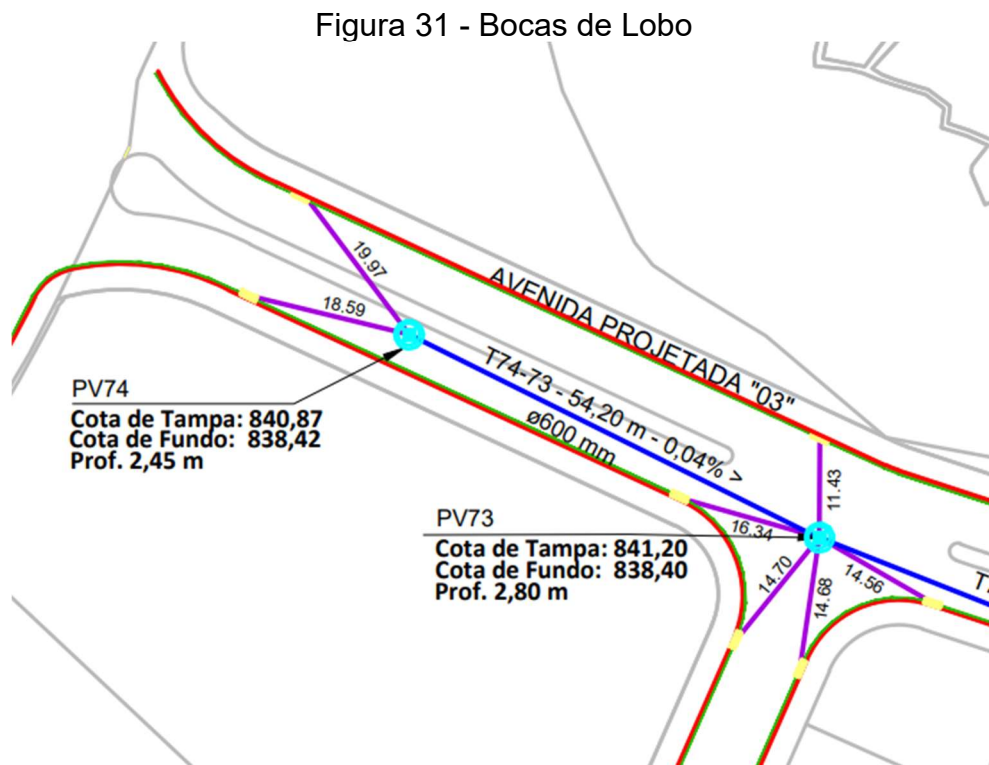 Figura 31 - Bocas de Lobo
19.97
18.59
AVENIDA PROJETADA "03"
T74-73 - 54,20 m - 0,04% >
ø600 mm
PV74
Cota de Tampa: 840,87
Cota de Fundo: 838,42
Prof. 2,45 m
11.43
16.34
PV73
Cota de Tampa: 841,20
Cota de Fundo: 838,40
Prof. 2,80 m
14.70
14.68
14.56